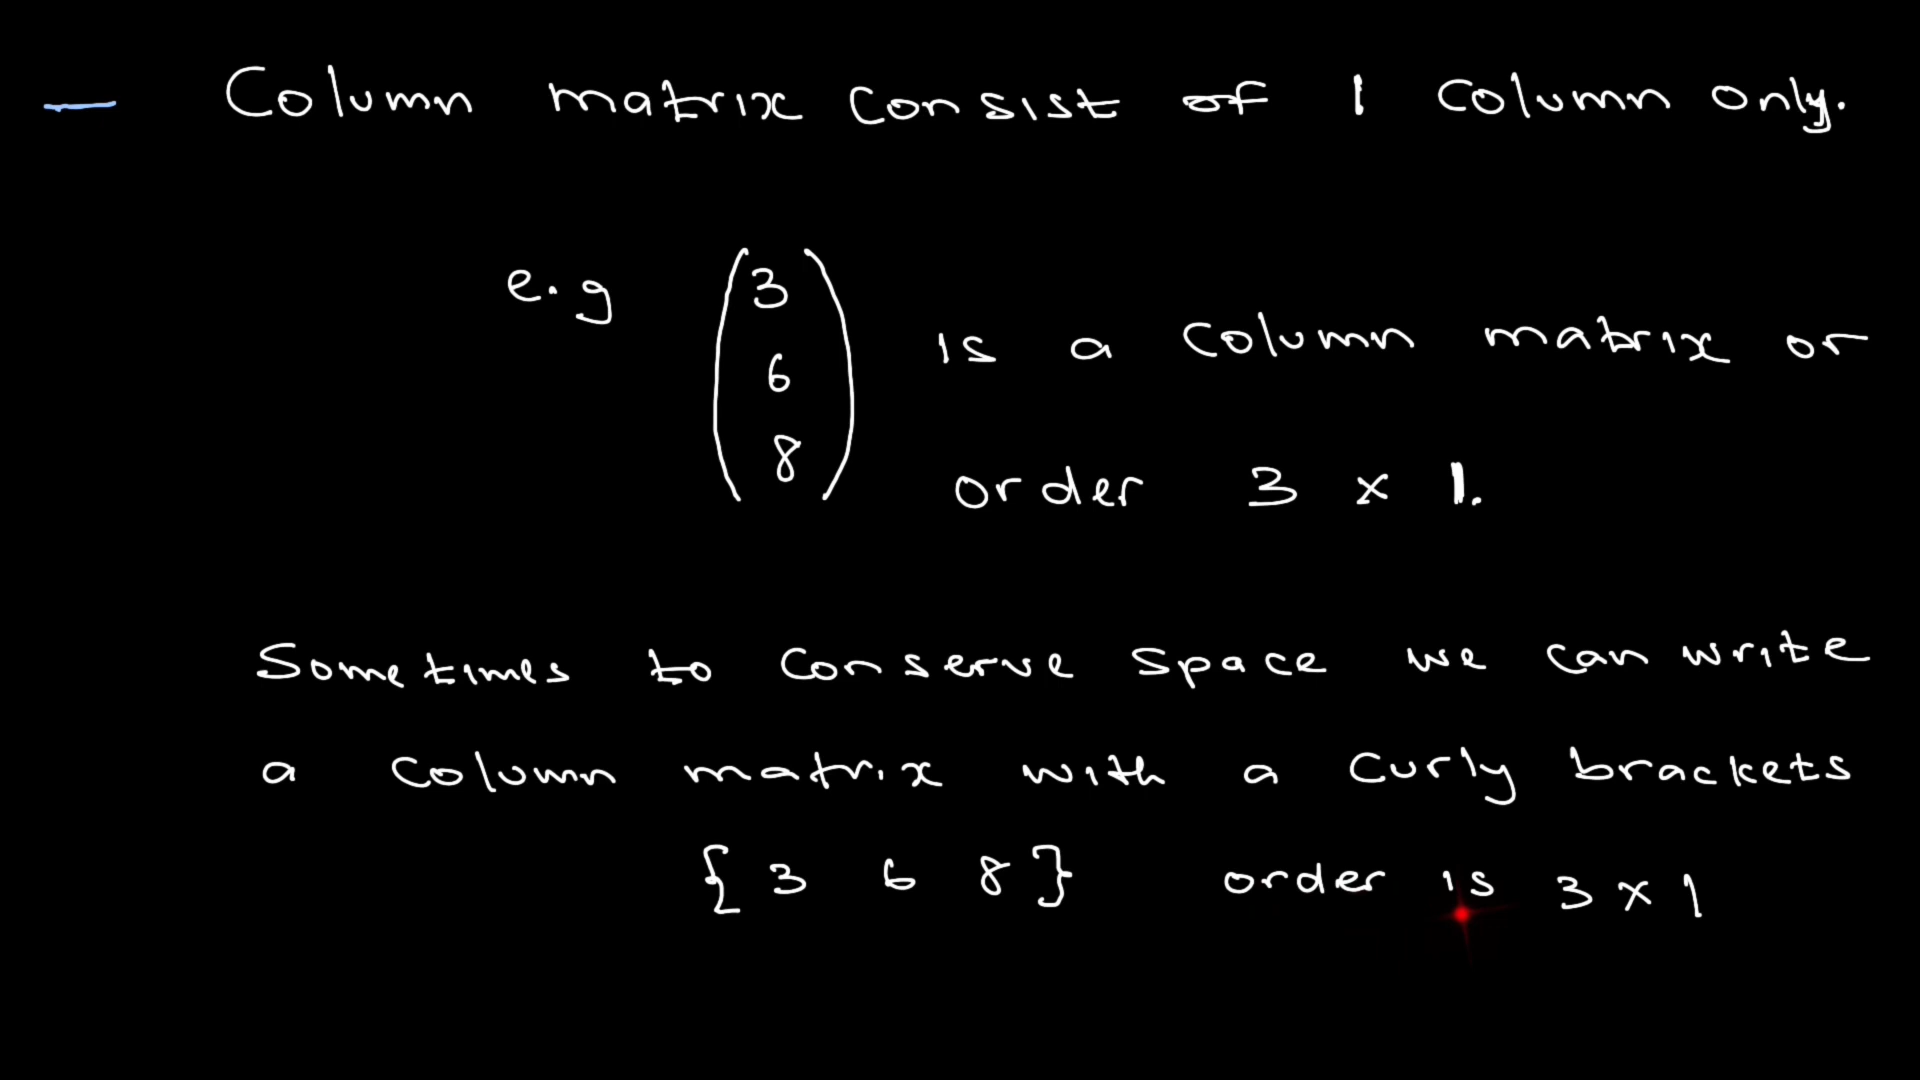 — Column matrix consist of 1 column only.
e.g (3 6 8) is a column matrix or
order 3 x 1.
Sometimes to conserve space we can write
a column matrix with a curly brackets
{ 3 6 8 } order is 3 x 1